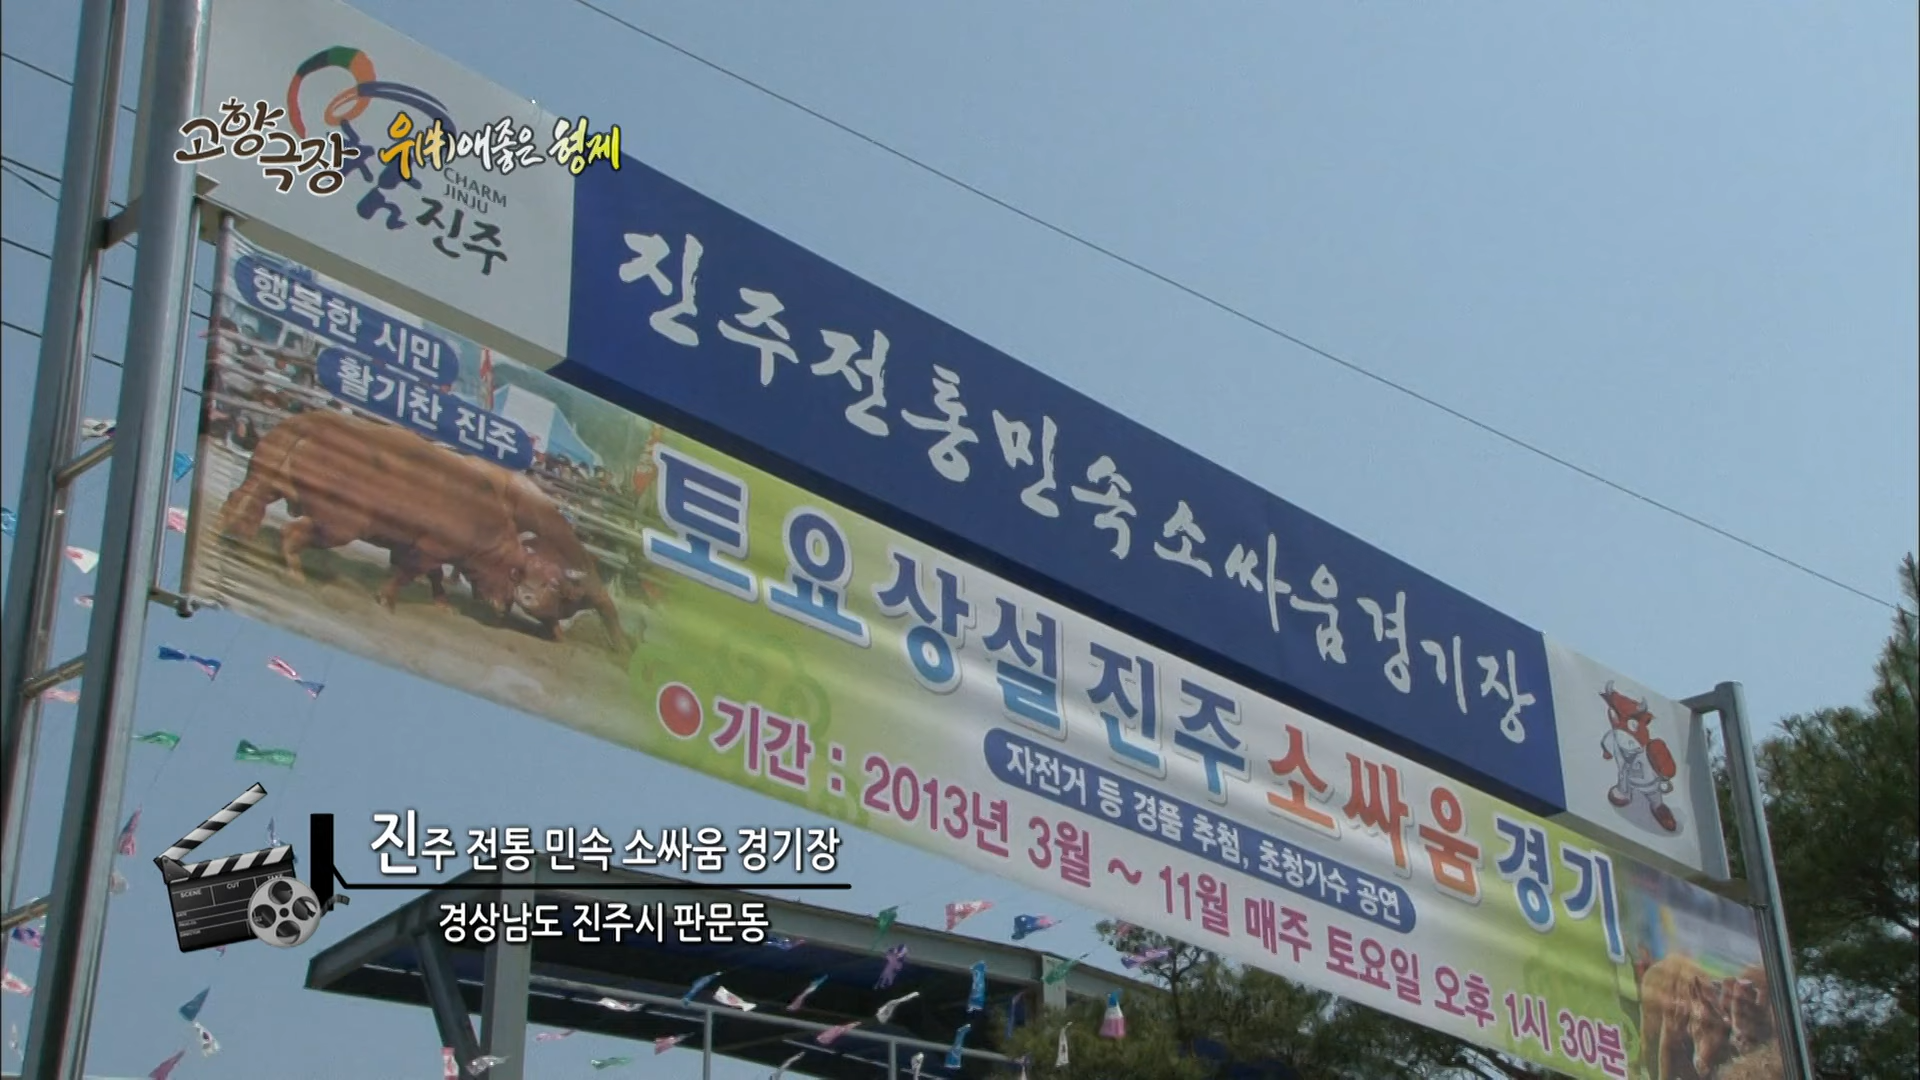 고향극장
우(牛)애좋은 형제
CHARM
JINJU
참진주
진주전통민속소싸움경기장
행복한 시민
활기찬 진주
토요상설 진주 소싸움 경기
자전거 등 경품 추첨, 초청가수 공연
●기간 : 2013년 3월 ~ 11월 매주 토요일 오후 1시 30분
진주 전통 민속 소싸움 경기장
경상남도 진주시 판문동
SCENE
CUT
TAKE